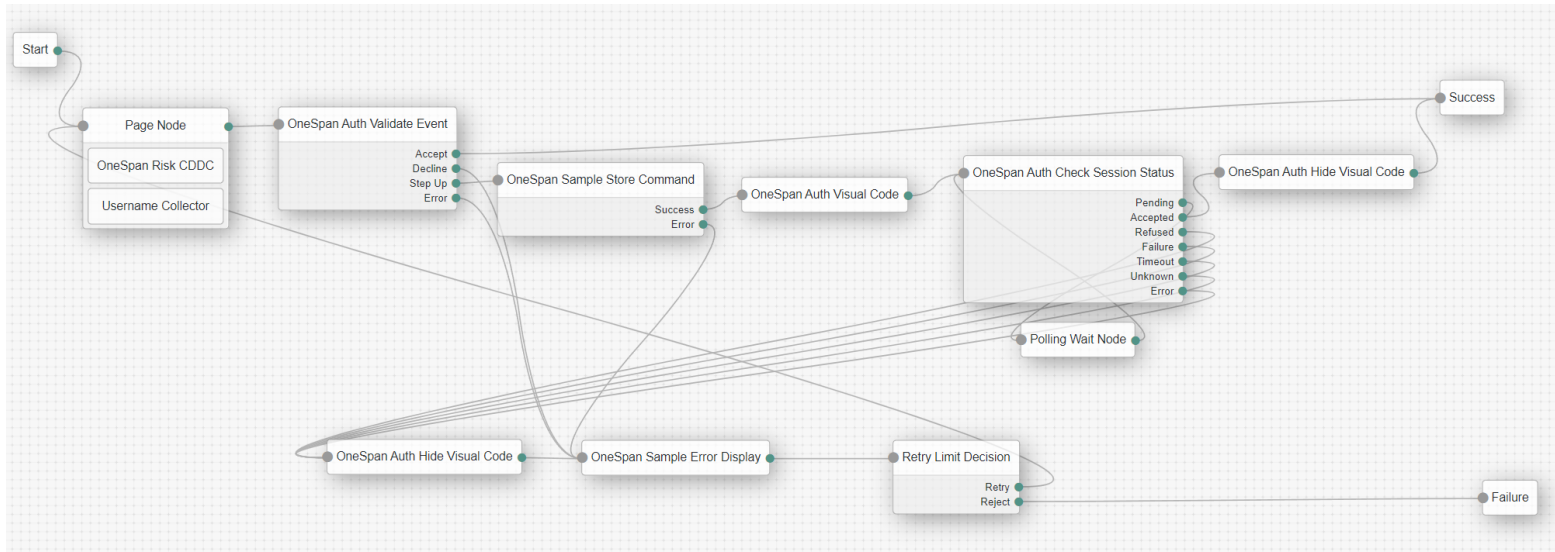 Start
Page Node
OneSpan Risk CDDC
Username Collector
OneSpan Auth Validate Event
Accept
Decline
Step Up
Error
OneSpan Sample Store Command
Success
Error
OneSpan Auth Visual Code
OneSpan Auth Check Session Status
Pending
Accepted
Refused
Failure
Timeout
Unknown
Error
Polling Wait Node
OneSpan Auth Hide Visual Code
Success
OneSpan Auth Hide Visual Code
OneSpan Sample Error Display
Retry Limit Decision
Retry
Reject
Failure